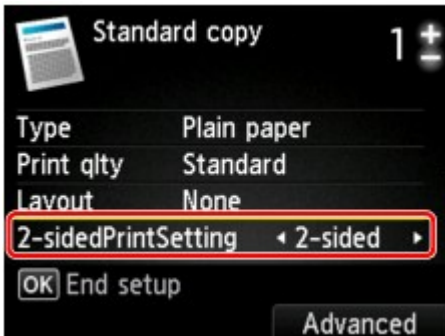 Standard copy
1
Type Plain paper
Print qlty Standard
Layout None
2-sidedPrintSetting 2-sided
OK End setup
Advanced